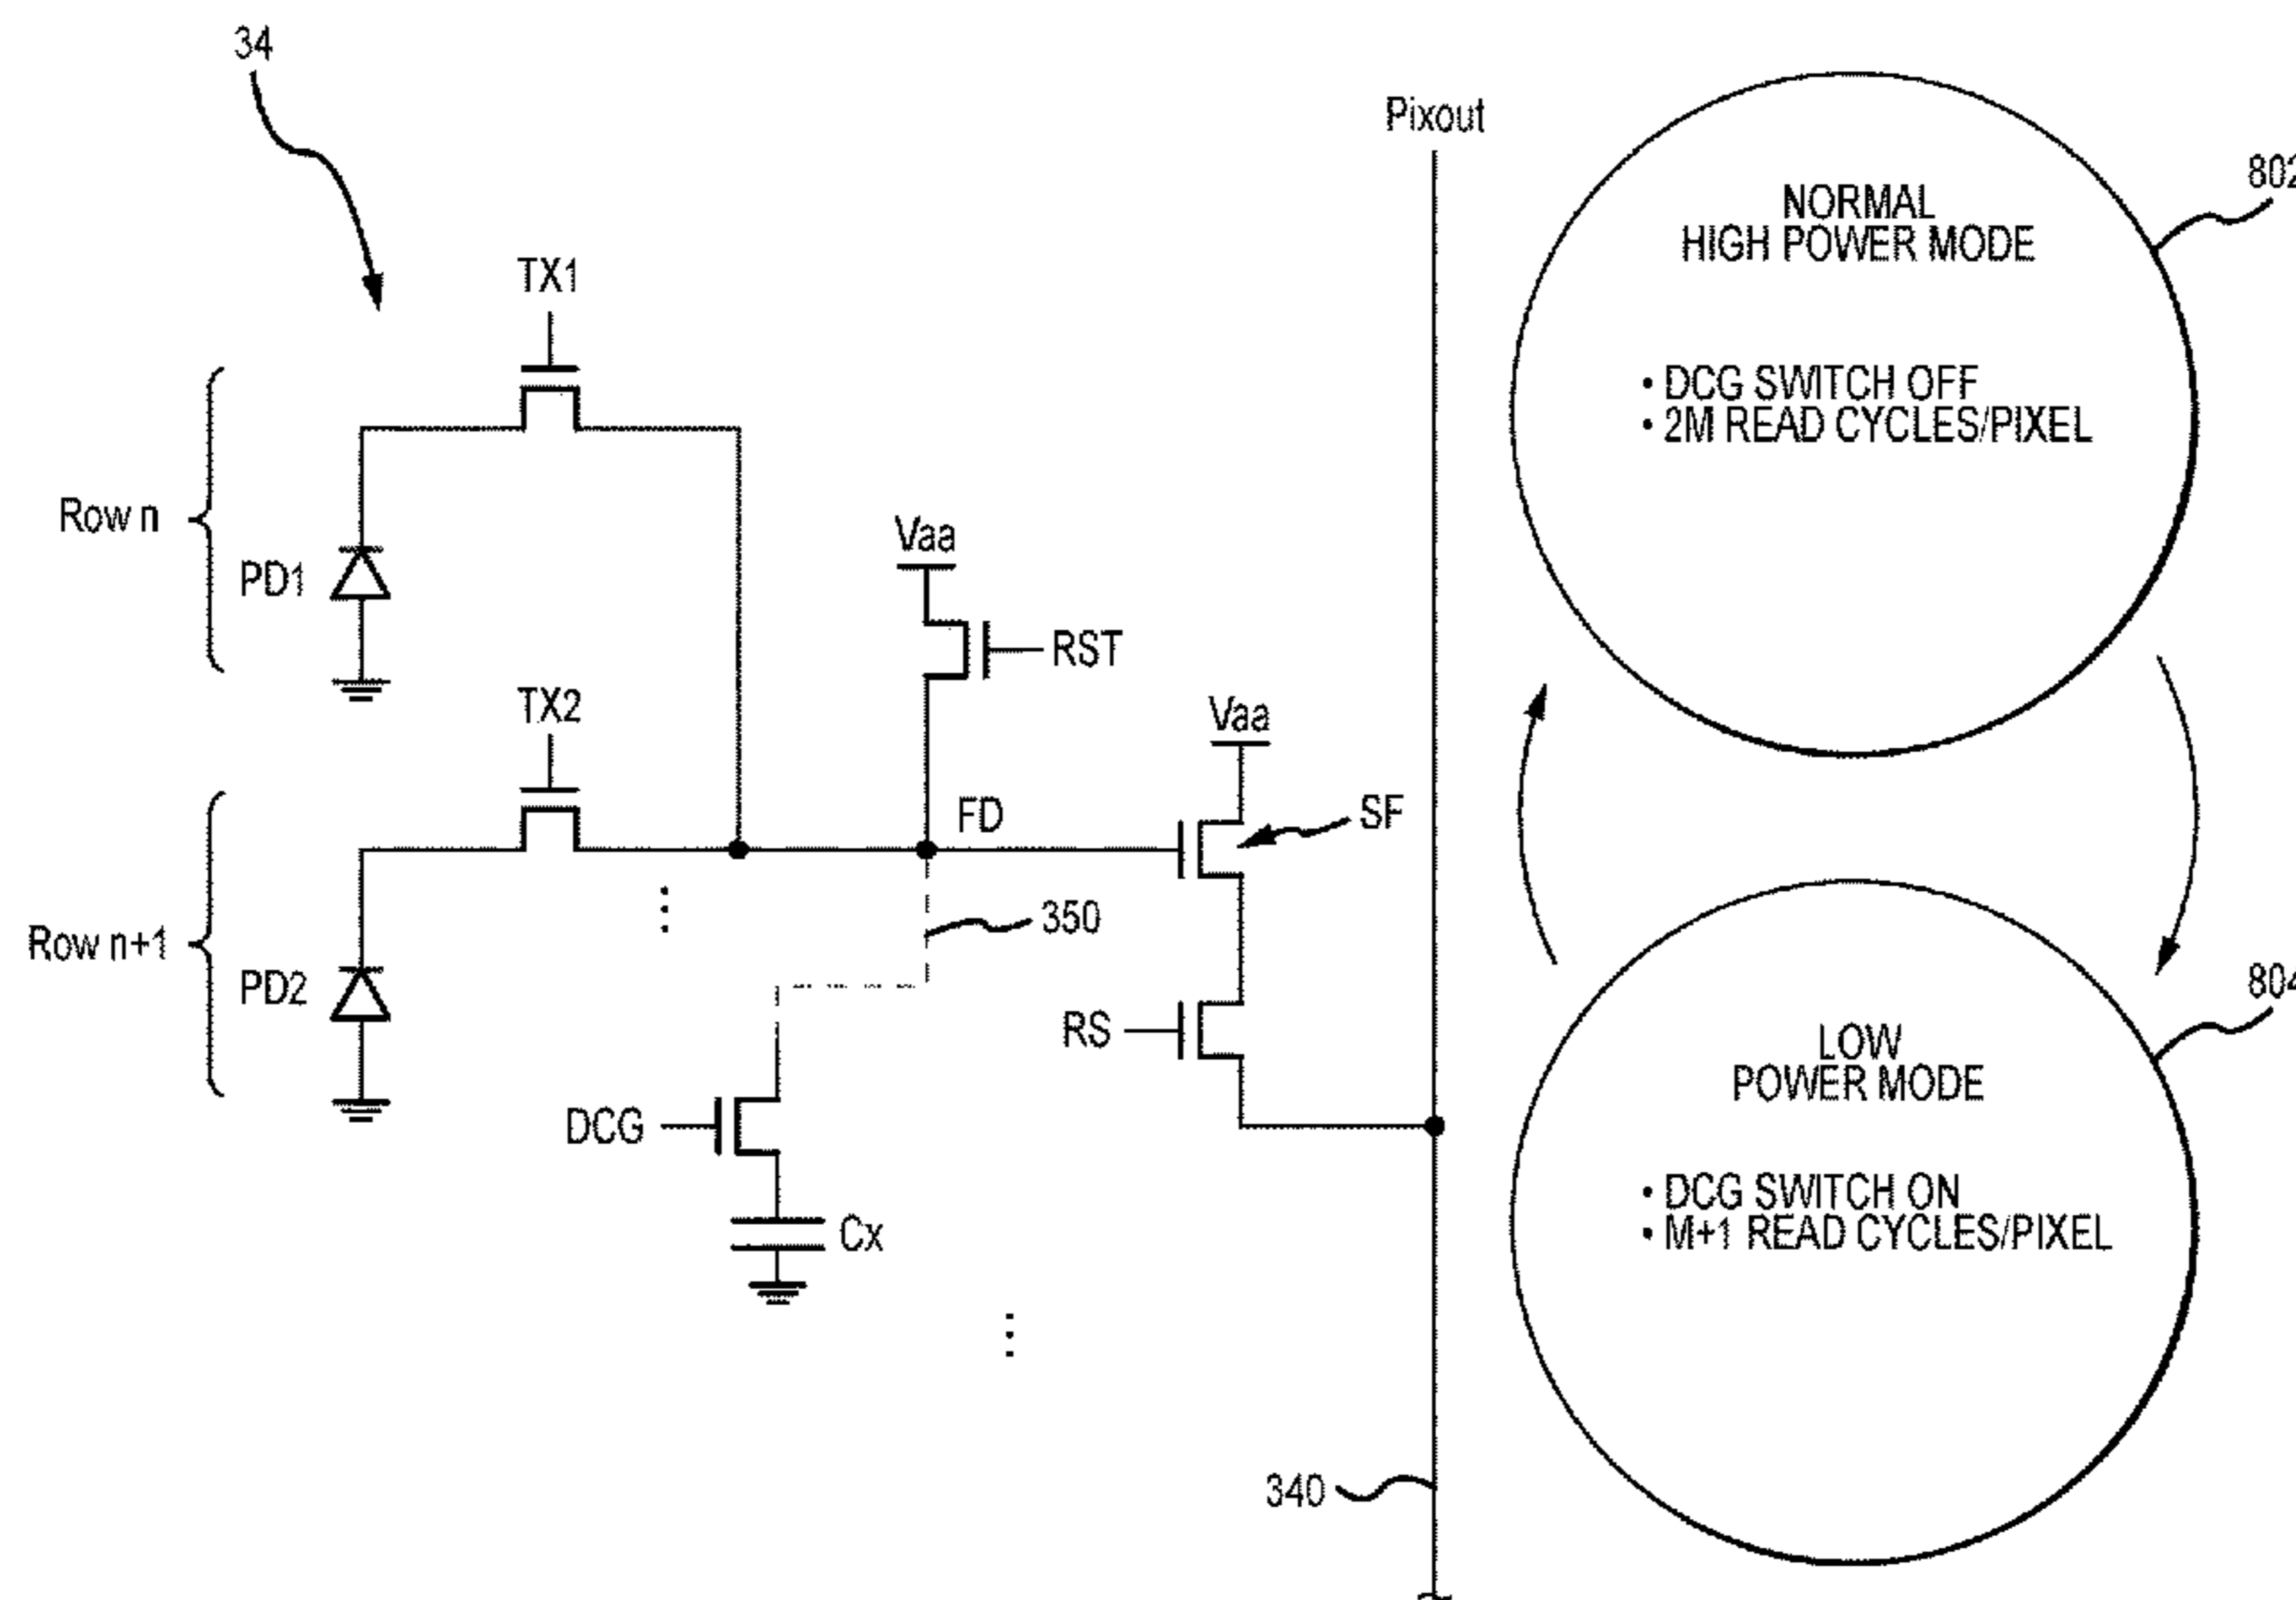 34
Pixout
802
NORMAL
HIGH POWER MODE
• DCG SWITCH OFF
• 2M READ CYCLES/PIXEL
TX1
Row n
PD1
Vaa
RST
TX2
Vaa
FD
SF
350
Row n+1
PD2
RS
DCG
Cx
804
LOW
POWER MODE
• DCG SWITCH ON
• M+1 READ CYCLES/PIXEL
340